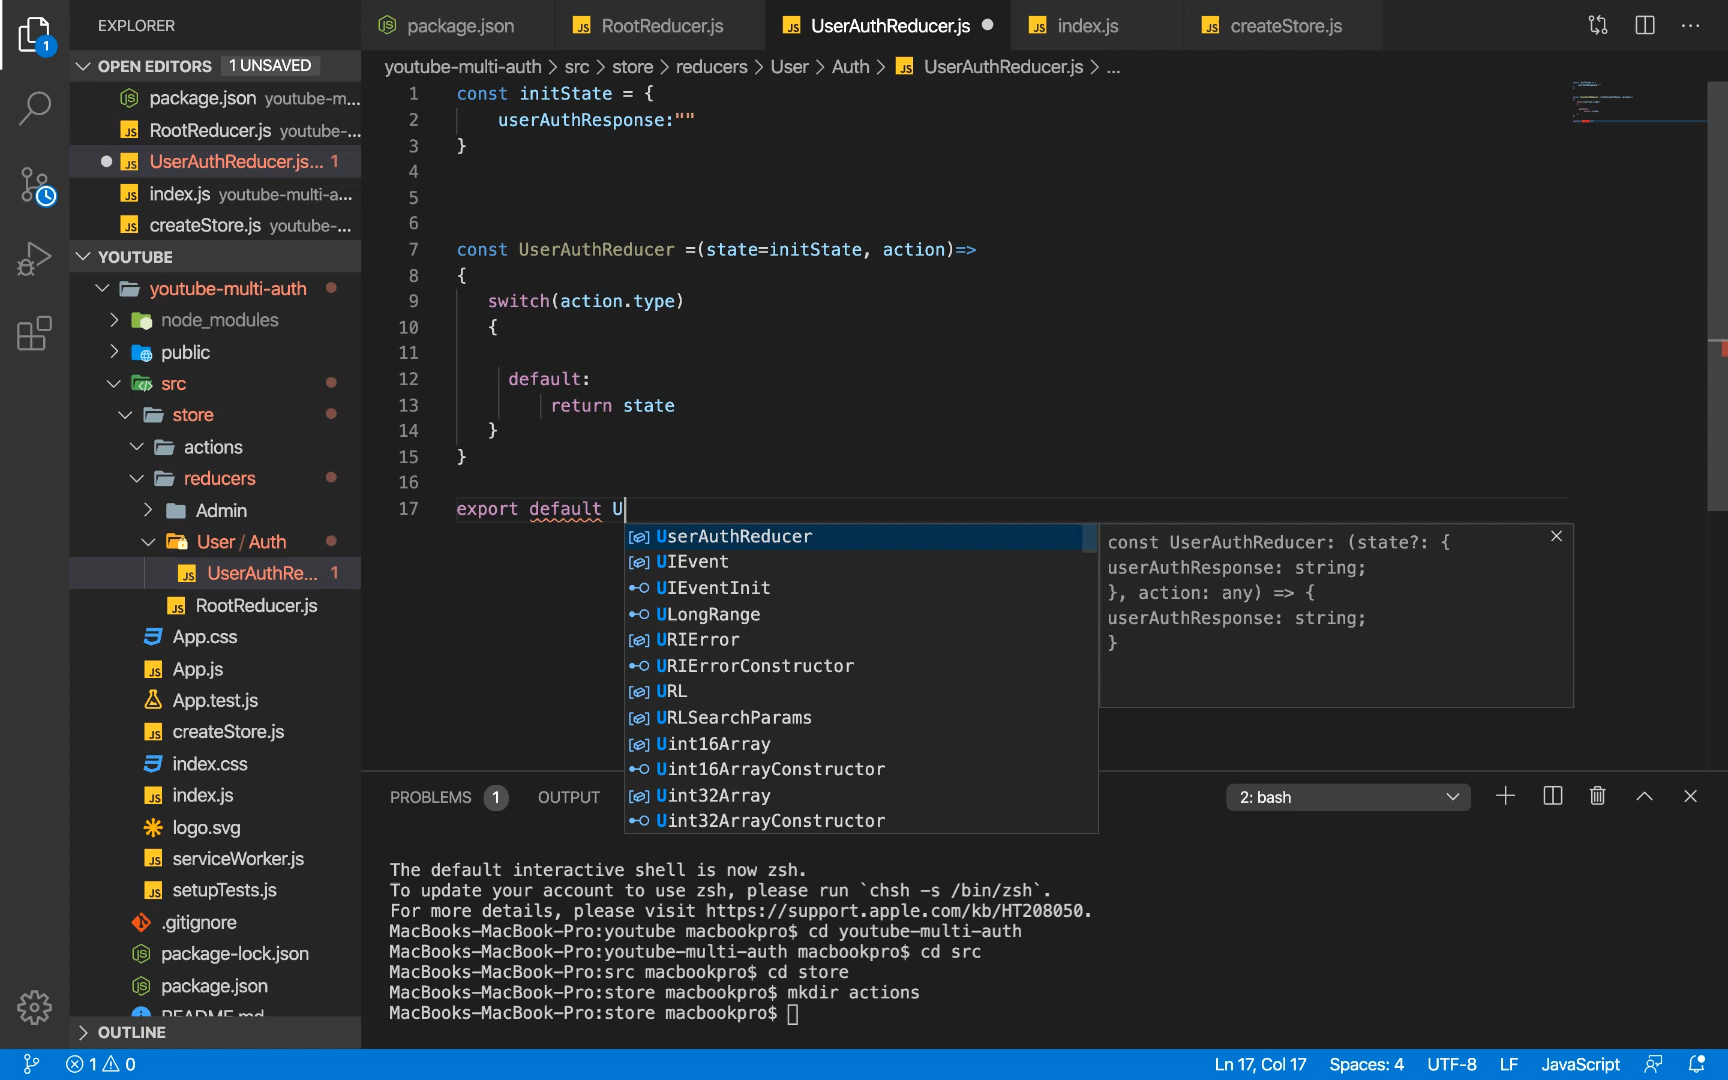 EXPLORER
package.json
RootReducer.js
UserAuthReducer.js
index.js
createStore.js
1
OPEN EDITORS 1 UNSAVED
package.json youtube-m...
RootReducer.js youtube-...
UserAuthReducer.js... 1
index.js youtube-multi-a...
createStore.js youtube-...
YOUTUBE
youtube-multi-auth
node_modules
public
src
store
actions
reducers
Admin
User / Auth
UserAuthRe... 1
RootReducer.js
App.css
App.js
App.test.js
createStore.js
index.css
index.js
logo.svg
serviceWorker.js
setupTests.js
.gitignore
package-lock.json
package.json
README.md
OUTLINE
youtube-multi-auth > src > store > reducers > User > Auth > JS UserAuthReducer.js > ...
1 const initState = {
2 userAuthResponse:""
3 }
4
5
6
7 const UserAuthReducer =(state=initState, action)=>
8 {
9 switch(action.type)
10 {
11
12 default:
13 return state
14 }
15 }
16
17 export default U
UserAuthReducer
UIEvent
UIEventInit
ULongRange
URIError
URIErrorConstructor
URL
URLSearchParams
Uint16Array
Uint16ArrayConstructor
Uint32Array
Uint32ArrayConstructor
const UserAuthReducer: (state?: {
userAuthResponse: string;
}, action: any) => {
userAuthResponse: string;
}
PROBLEMS 1 OUTPUT
2: bash
The default interactive shell is now zsh.
To update your account to use zsh, please run `chsh -s /bin/zsh`.
For more details, please visit https://support.apple.com/kb/HT208050.
MacBooks-MacBook-Pro:youtube macbookpro$ cd youtube-multi-auth
MacBooks-MacBook-Pro:youtube-multi-auth macbookpro$ cd src
MacBooks-MacBook-Pro:src macbookpro$ cd store
MacBooks-MacBook-Pro:store macbookpro$ mkdir actions
MacBooks-MacBook-Pro:store macbookpro$
1 0
Ln 17, Col 17 Spaces: 4 UTF-8 LF JavaScript